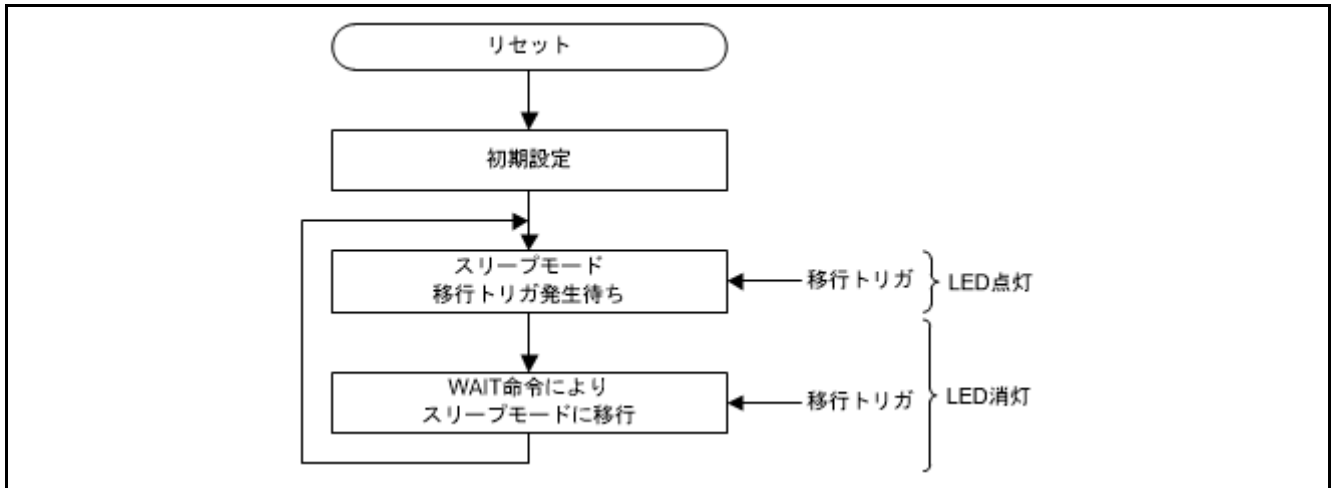 リセット
初期設定
スリープモード
移行トリガ発生待ち
移行トリガ
LED点灯
WAIT命令により
スリープモードに移行
移行トリガ
LED消灯